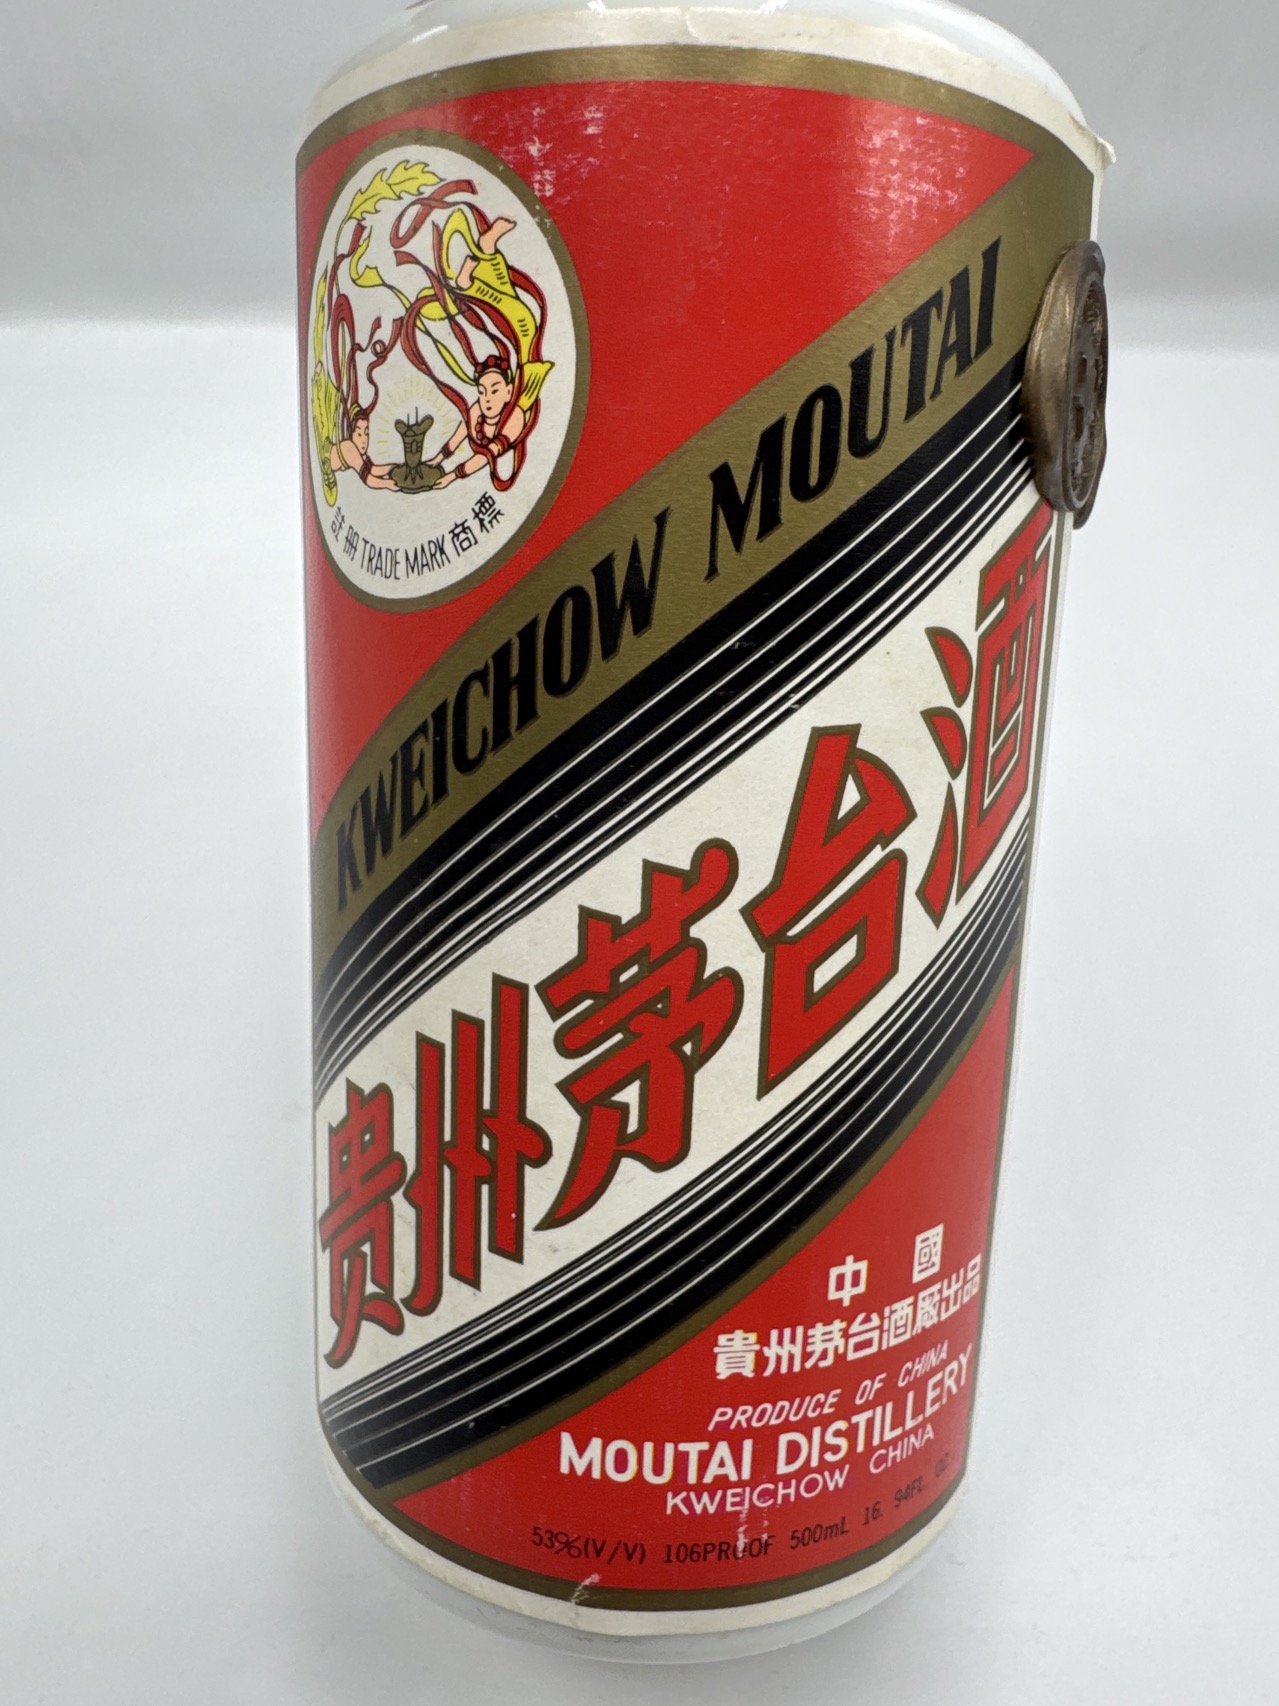 註册 TRADE MARK 商標
KWEICHOW MOUTAI
贵州茅台酒
中國
貴州茅台酒廠出品
PRODUCE OF CHINA
MOUTAI DISTILLERY
KWEICHOW CHINA
53%(V/V) 106PROOF 500mL 16. 94FL. OZ